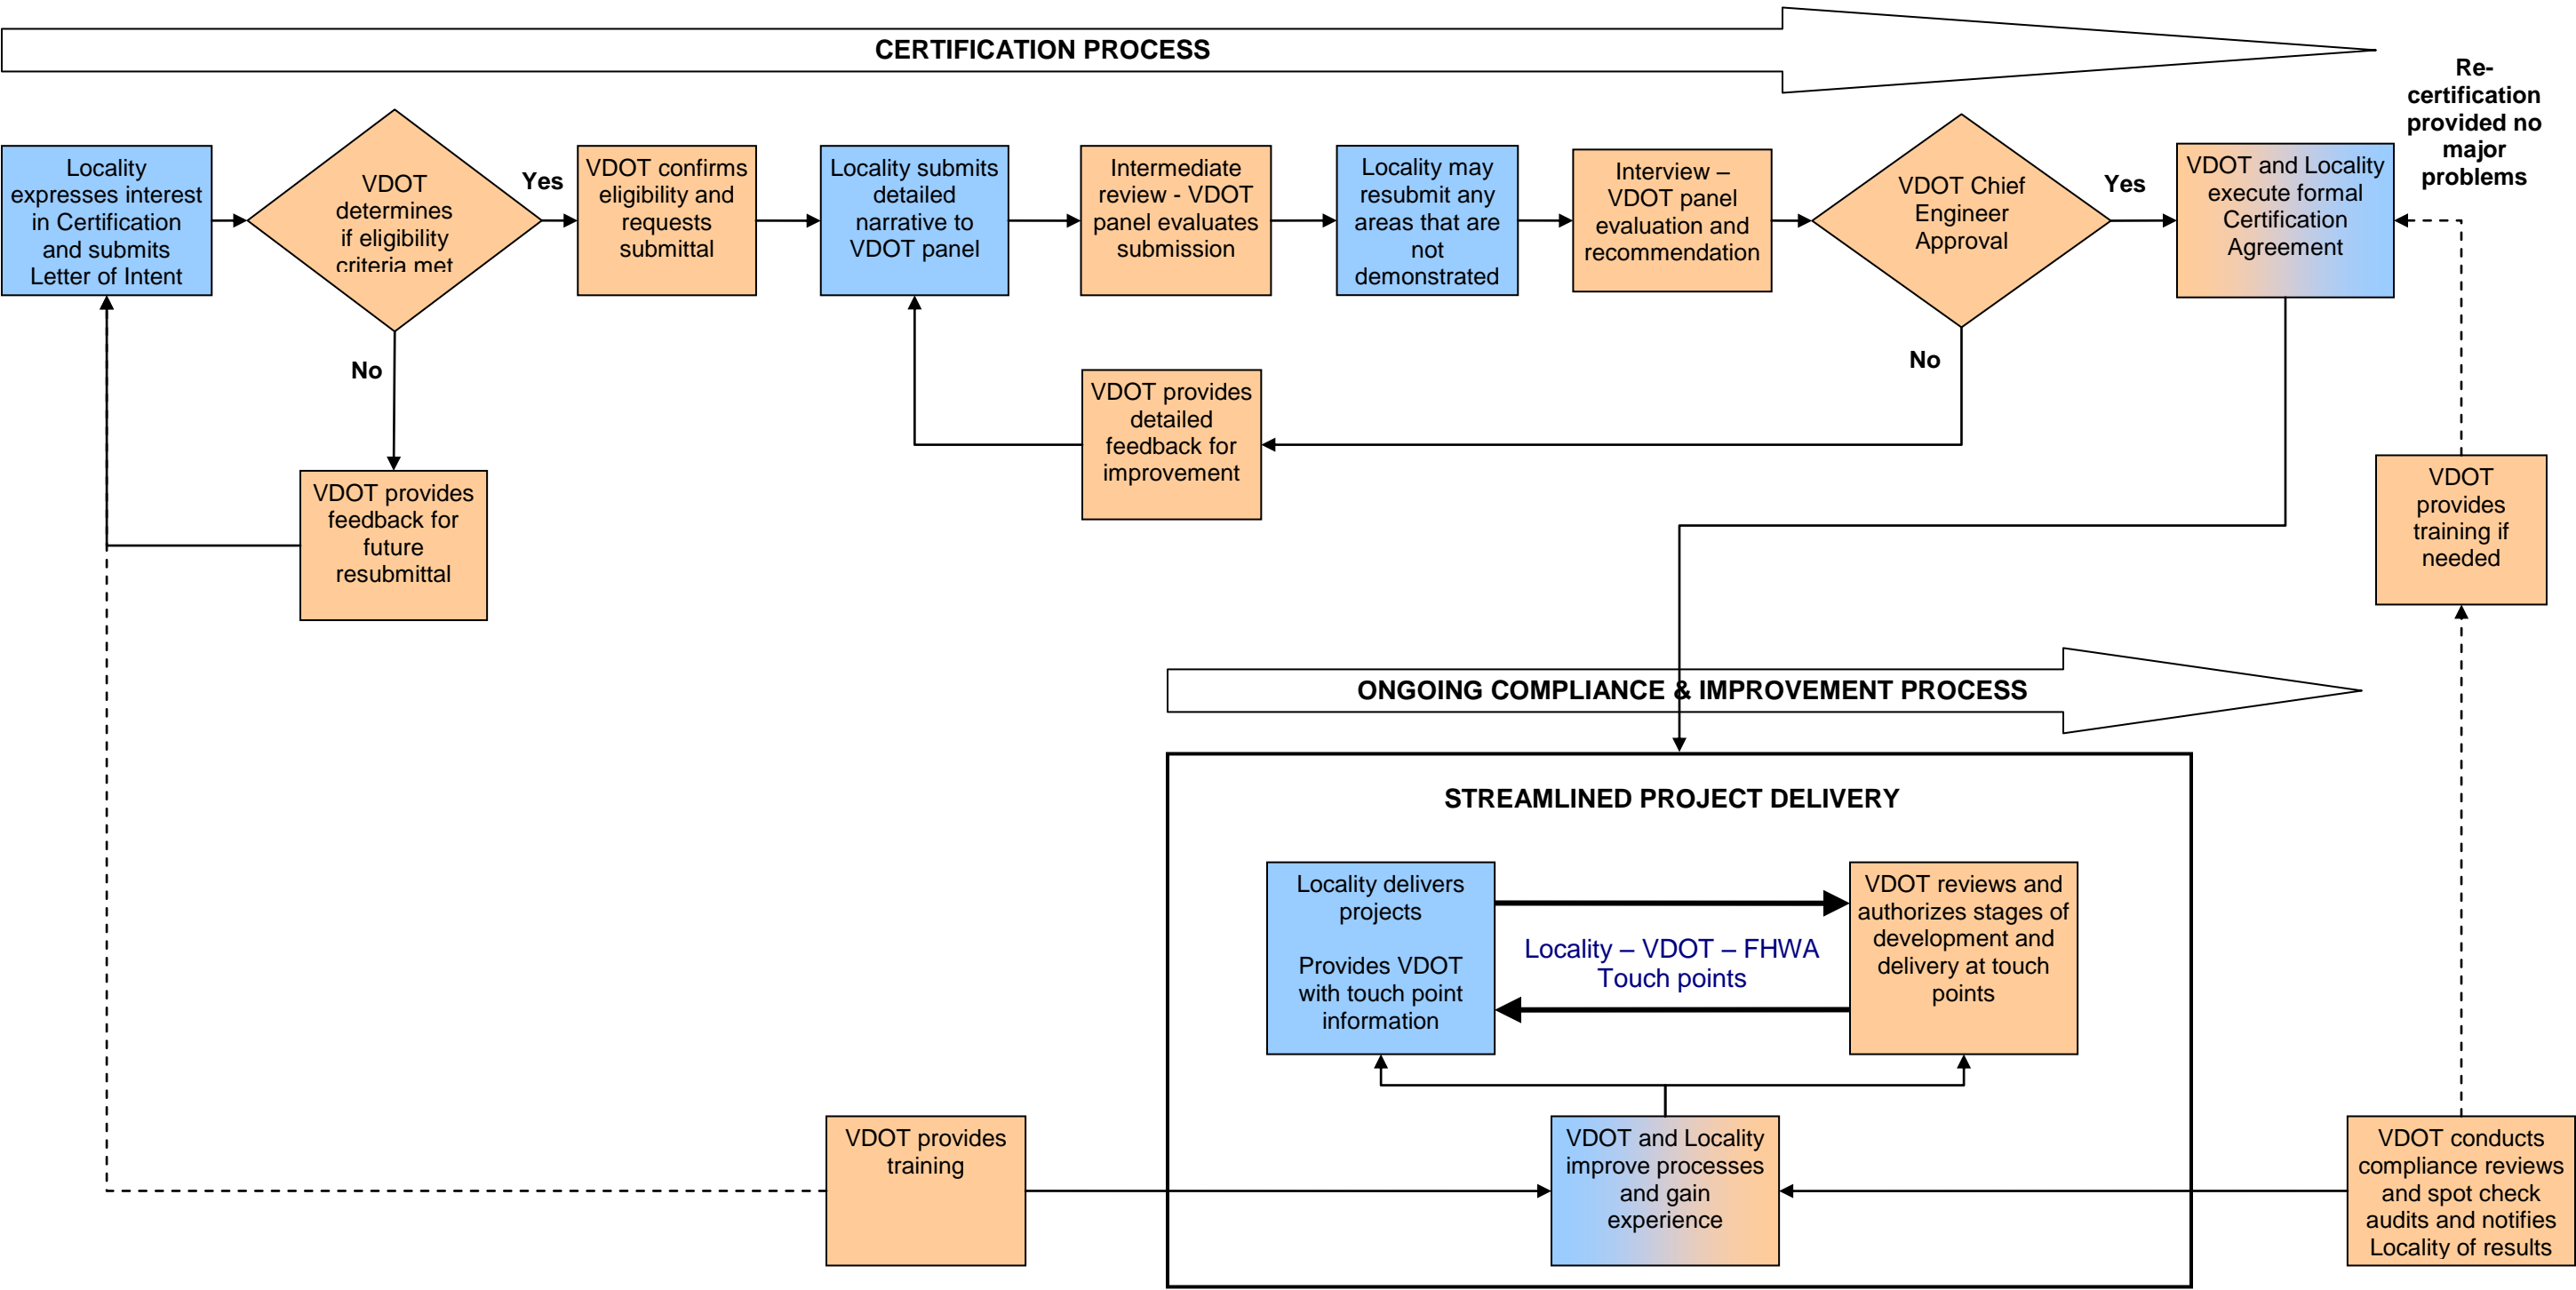 CERTIFICATION PROCESS
Re-
certification
provided no
major
problems
Locality
expresses interest
in Certification
and submits
Letter of Intent
VDOT
determines
if eligibility
criteria met
Yes
No
VDOT confirms
eligibility and
requests
submittal
Locality submits
detailed
narrative to
VDOT panel
Intermediate
review - VDOT
panel evaluates
submission
Locality may
resubmit any
areas that are
not
demonstrated
Interview –
VDOT panel
evaluation and
recommendation
VDOT Chief
Engineer
Approval
Yes
No
VDOT and Locality
execute formal
Certification
Agreement
VDOT provides
feedback for
future
resubmittal
VDOT provides
detailed
feedback for
improvement
VDOT
provides
training if
needed
ONGOING COMPLIANCE & IMPROVEMENT PROCESS
STREAMLINED PROJECT DELIVERY
Locality delivers
projects
Provides VDOT
with touch point
information
Locality – VDOT – FHWA
Touch points
VDOT reviews and
authorizes stages of
development and
delivery at touch
points
VDOT provides
training
VDOT and Locality
improve processes
and gain
experience
VDOT conducts
compliance reviews
and spot check
audits and notifies
Locality of results